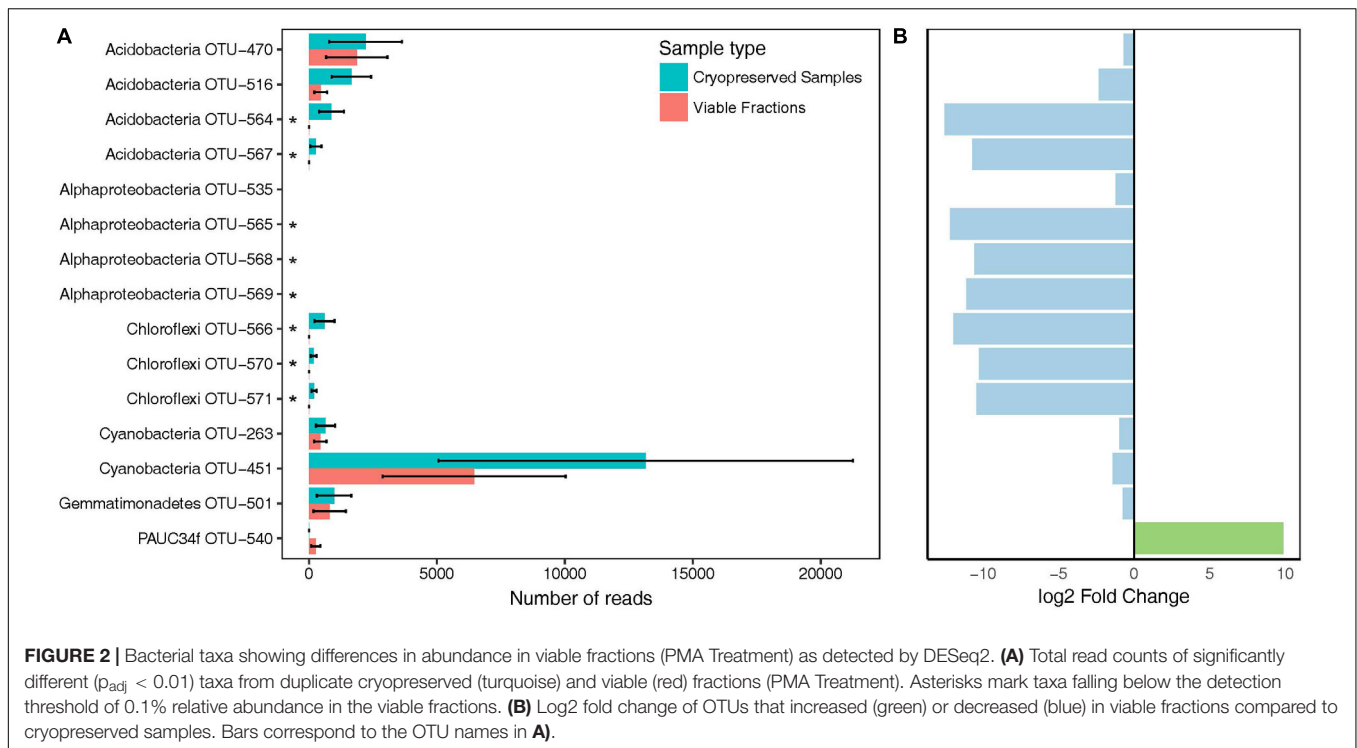 A
Acidobacteria OTU−470
Acidobacteria OTU−516
Acidobacteria OTU−564 *
Acidobacteria OTU−567 *
Alphaproteobacteria OTU−535
Alphaproteobacteria OTU−565 *
Alphaproteobacteria OTU−568 *
Alphaproteobacteria OTU−569 *
Chloroflexi OTU−566 *
Chloroflexi OTU−570 *
Chloroflexi OTU−571 *
Cyanobacteria OTU−263
Cyanobacteria OTU−451
Gemmatimonadetes OTU−501
PAUC34f OTU−540
Sample type
Cryopreserved Samples
Viable Fractions
0 5000 10000 15000 20000
Number of reads
B
−10 −5 0 5 10
log2 Fold Change
FIGURE 2 | Bacterial taxa showing differences in abundance in viable fractions (PMA Treatment) as detected by DESeq2. (A) Total read counts of significantly
different (padj < 0.01) taxa from duplicate cryopreserved (turquoise) and viable (red) fractions (PMA Treatment). Asterisks mark taxa falling below the detection
threshold of 0.1% relative abundance in the viable fractions. (B) Log2 fold change of OTUs that increased (green) or decreased (blue) in viable fractions compared to
cryopreserved samples. Bars correspond to the OTU names in A).